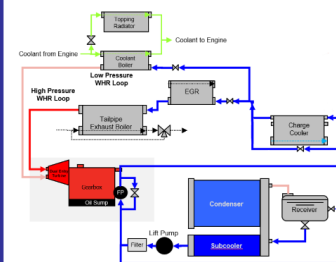 Topping
Radiator
Coolant from Engine
Coolant to Engine
Coolant
Boiler
Low Pressure
WHR Loop
High Pressure
WHR Loop
EGR
Tailpipe
Exhaust Boiler
Charge
Cooler
Gearbox
FP
Oil Sump
Condenser
Receiver
Lift Pump
Filter
Subcooler